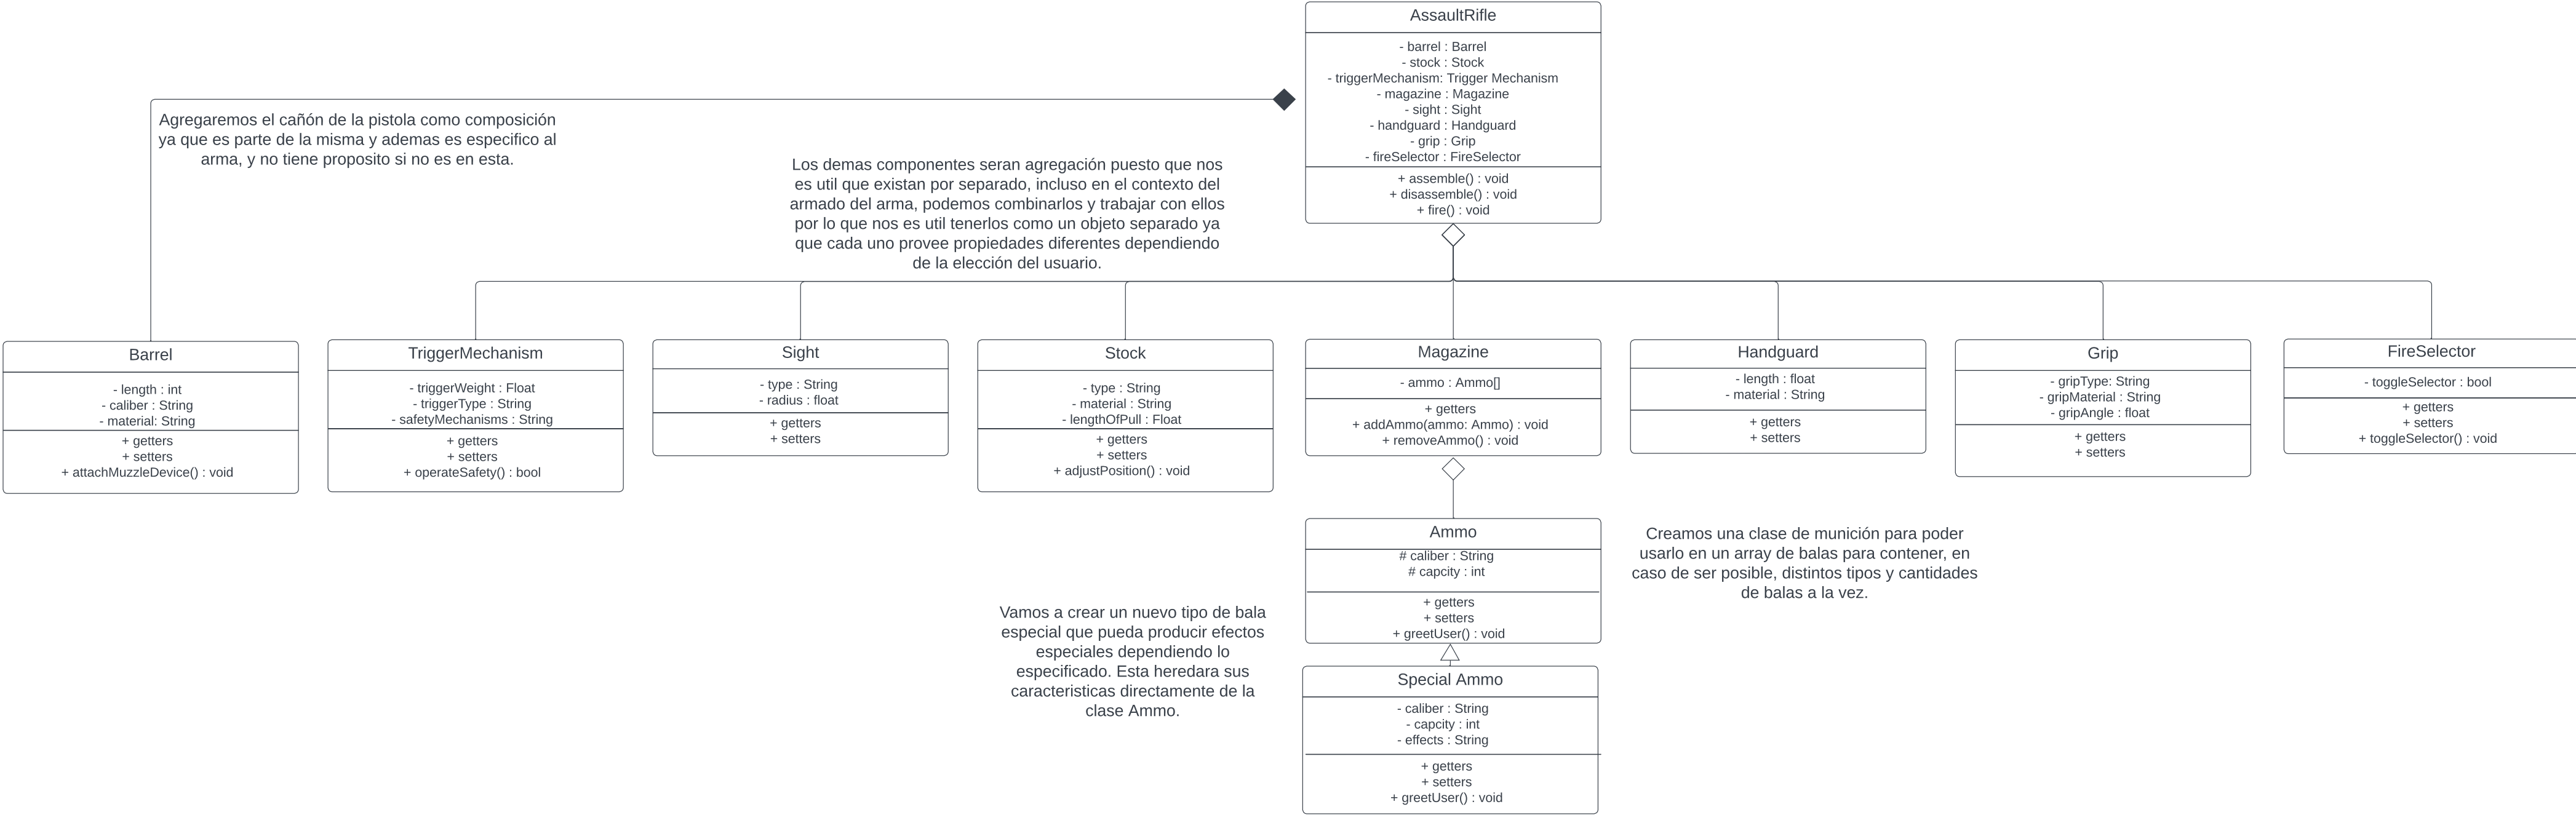 AssaultRifle
- barrel : Barrel
- stock : Stock
- triggerMechanism: Trigger Mechanism
- magazine : Magazine
- sight : Sight
- handguard : Handguard
- grip : Grip
- fireSelector : FireSelector
+ assemble() : void
+ disassemble() : void
+ fire() : void
Agregaremos el cañón de la pistola como composición
ya que es parte de la misma y ademas es especifico al
arma, y no tiene proposito si no es en esta.
Los demas componentes seran agregación puesto que nos
es util que existan por separado, incluso en el contexto del
armado del arma, podemos combinarlos y trabajar con ellos
por lo que nos es util tenerlos como un objeto separado ya
que cada uno provee propiedades diferentes dependiendo
de la elección del usuario.
Barrel
- length : int
- caliber : String
- material: String
+ getters
+ setters
+ attachMuzzleDevice() : void
TriggerMechanism
- triggerWeight : Float
- triggerType : String
- safetyMechanisms : String
+ getters
+ setters
+ operateSafety() : bool
Sight
- type : String
- radius : float
+ getters
+ setters
Stock
- type : String
- material : String
- lengthOfPull : Float
+ getters
+ setters
+ adjustPosition() : void
Magazine
- ammo : Ammo[]
+ getters
+ addAmmo(ammo: Ammo) : void
+ removeAmmo() : void
Handguard
- length : float
- material : String
+ getters
+ setters
Grip
- gripType: String
- gripMaterial : String
- gripAngle : float
+ getters
+ setters
FireSelector
- toggleSelector : bool
+ getters
+ setters
+ toggleSelector() : void
Ammo
# caliber : String
# capcity : int
+ getters
+ setters
+ greetUser() : void
Creamos una clase de munición para poder
usarlo en un array de balas para contener, en
caso de ser posible, distintos tipos y cantidades
de balas a la vez.
Vamos a crear un nuevo tipo de bala
especial que pueda producir efectos
especiales dependiendo lo
especificado. Esta heredara sus
caracteristicas directamente de la
clase Ammo.
Special Ammo
- caliber : String
- capcity : int
- effects : String
+ getters
+ setters
+ greetUser() : void